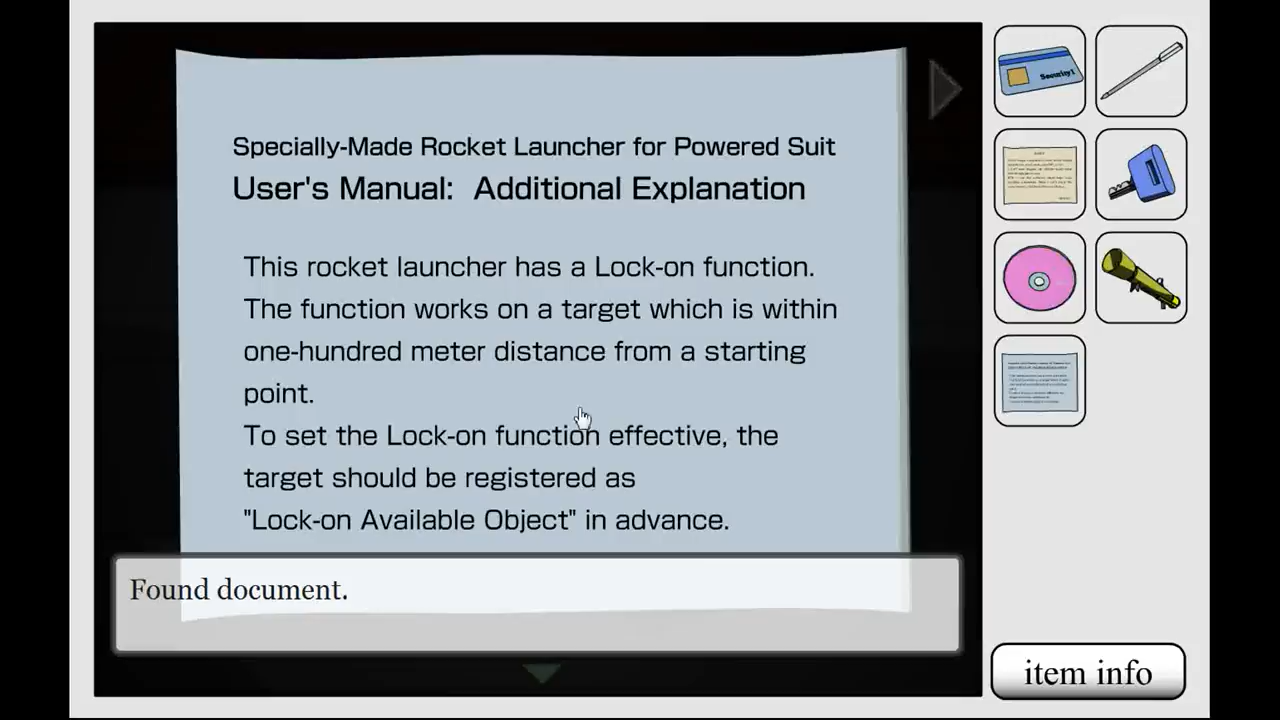 Specially-Made Rocket Launcher for Powered Suit
User's Manual: Additional Explanation
This rocket launcher has a Lock-on function.
The function works on a target which is within
one-hundred meter distance from a starting
point.
To set the Lock-on function effective, the
target should be registered as
"Lock-on Available Object" in advance.
Found document.
Security1
item info